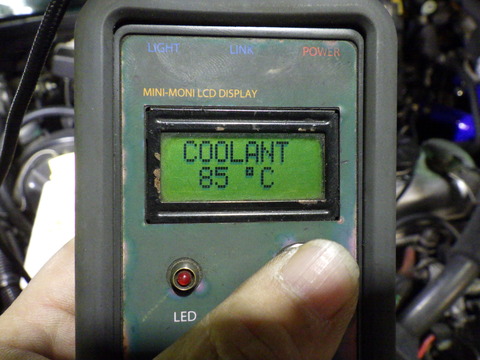 LIGHT LINK POWER
MINI-MONI LCD DISPLAY
COOLANT
85 °C
LED